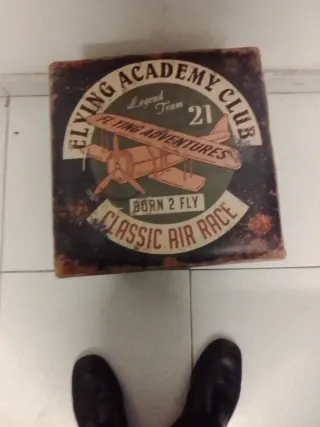 FLYING ACADEMY CLUB
Legend
Team
21
FLYING ADVENTURES
BORN 2 FLY
CLASSIC AIR RACE